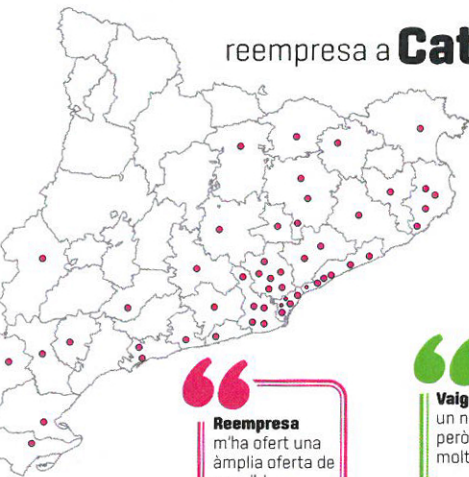 reempresa a Cat
Reempresa
m'ha ofert una
àmplia oferta de
Vaig
un n
però
molt